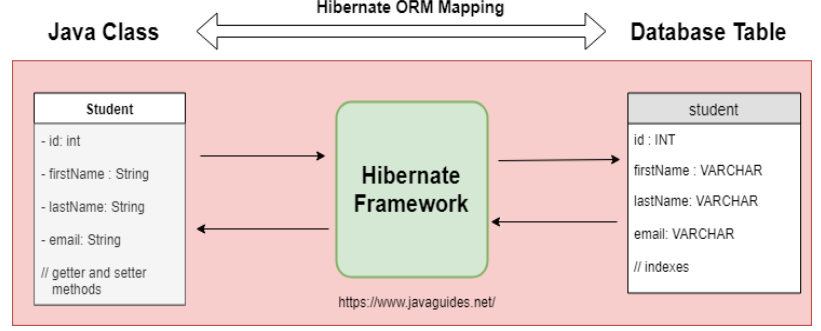 Hibernate ORM Mapping
Java Class
Database Table
Student
- id: int
- firstName : String
- lastName: String
- email: String
// getter and setter
methods
Hibernate
Framework
https://www.javaguides.net/
student
id : INT
firstName : VARCHAR
lastName: VARCHAR
email: VARCHAR
// indexes